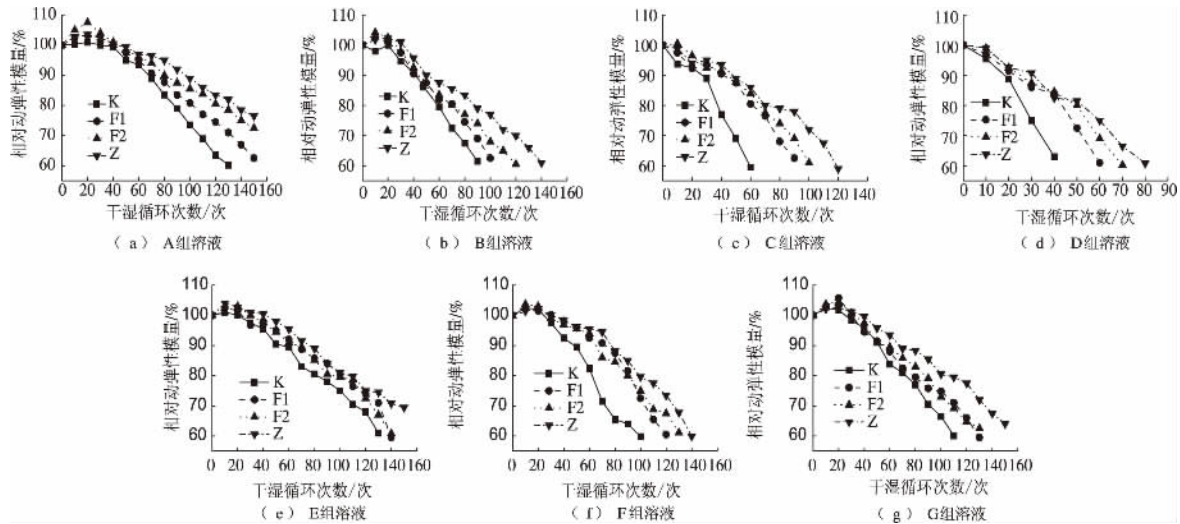 110
100
90
80
70
60
相对动弹性模量/%
K
F1
F2
Z
0 20 40 60 80 100 120 140 160
干湿循环次数/次
（a） A组溶液
110
100
90
80
70
60
相对动弹性模量/%
K
F1
F2
Z
0 20 40 60 80 100 120 140 160
干湿循环次数/次
（b） B组溶液
110
100
90
80
70
60
相对动弹性模量/%
K
F1
F2
Z
0 20 40 60 80 100 120 140
干湿循环次数/次
（c） C组溶液
110
100
90
80
70
60
相对动弹性模量/%
K
F1
F2
Z
0 10 20 30 40 50 60 70 80 90
干湿循环次数/次
（d） D组溶液
110
100
90
80
70
60
相对动弹性模量/%
K
F1
F2
Z
0 20 40 60 80 100 120 140 160
干湿循环次数/次
（e） E组溶液
110
100
90
80
70
60
相对动弹性模量/%
K
F1
F2
Z
0 20 40 60 80 100 120 140 160
干湿循环次数/次
（f） F组溶液
110
100
90
80
70
60
相对动弹性模量/%
K
F1
F2
Z
0 20 40 60 80 100 120 140 160
干湿循环次数/次
（g） G组溶液